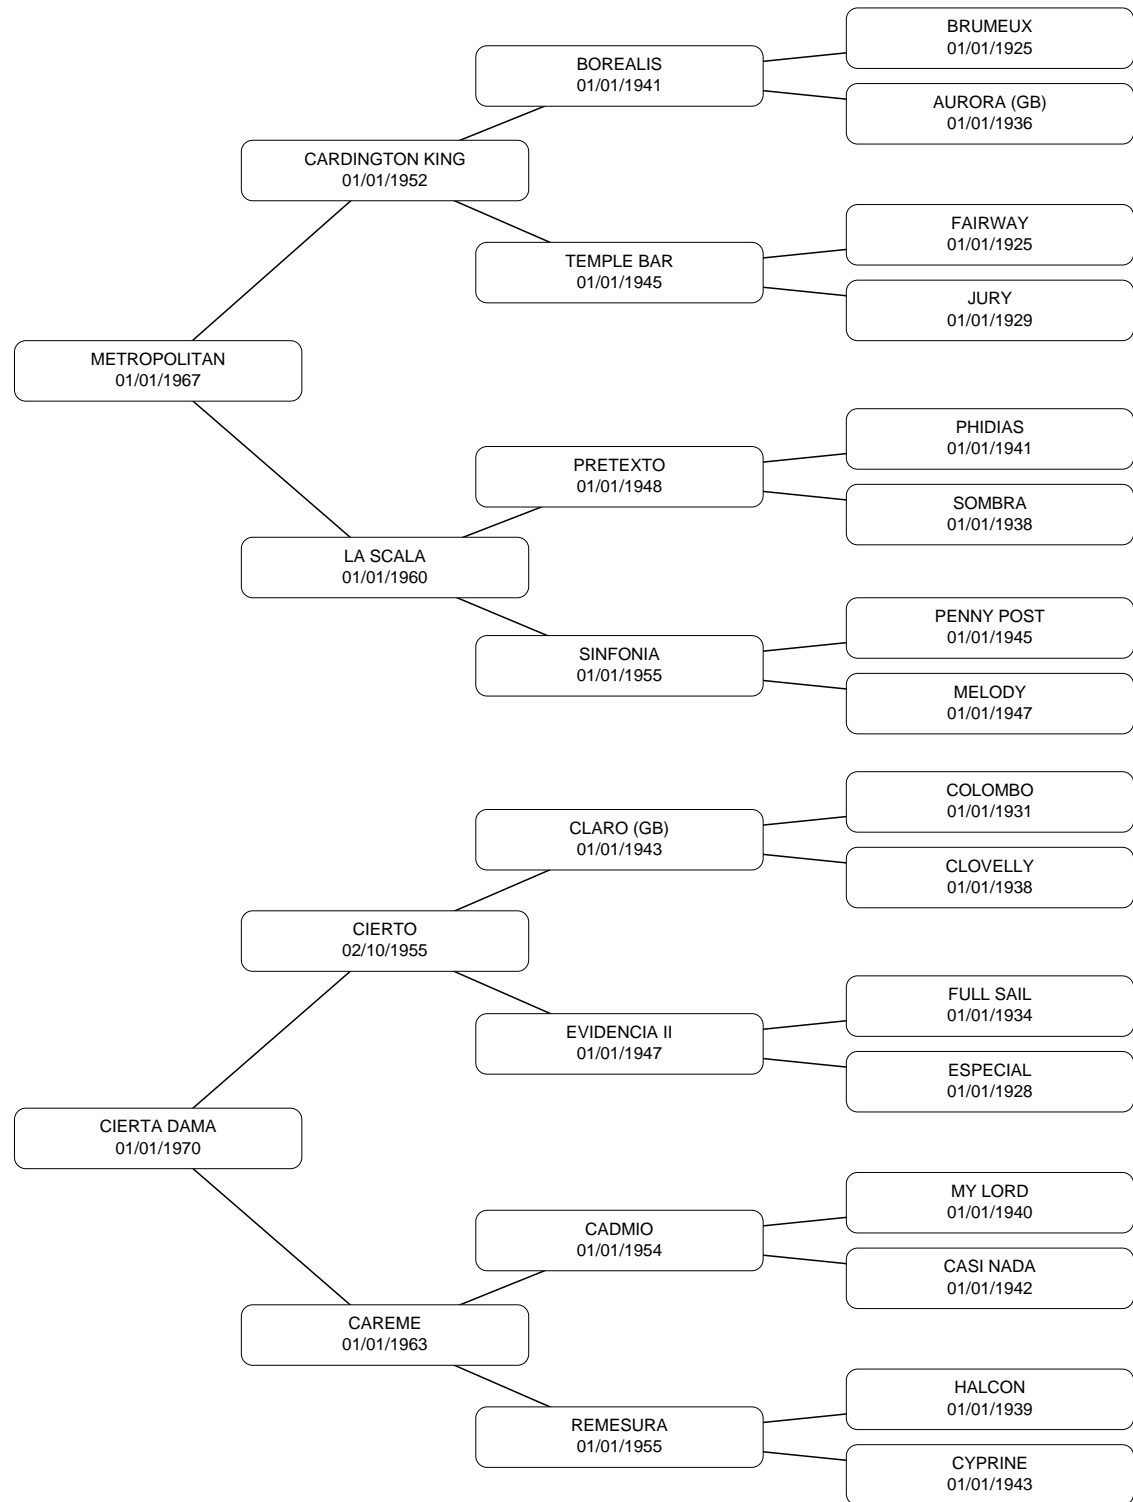 BRUMEUX
01/01/1925
BOREALIS
01/01/1941
AURORA (GB)
01/01/1936
CARDINGTON KING
01/01/1952
FAIRWAY
01/01/1925
TEMPLE BAR
01/01/1945
JURY
01/01/1929
METROPOLITAN
01/01/1967
PHIDIAS
01/01/1941
PRETEXTO
01/01/1948
SOMBRA
01/01/1938
LA SCALA
01/01/1960
PENNY POST
01/01/1945
SINFONIA
01/01/1955
MELODY
01/01/1947
COLOMBO
01/01/1931
CLARO (GB)
01/01/1943
CLOVELLY
01/01/1938
CIERTO
02/10/1955
FULL SAIL
01/01/1934
EVIDENCIA II
01/01/1947
ESPECIAL
01/01/1928
CIERTA DAMA
01/01/1970
MY LORD
01/01/1940
CADMIO
01/01/1954
CASI NADA
01/01/1942
CAREME
01/01/1963
HALCON
01/01/1939
REMESURA
01/01/1955
CYPRINE
01/01/1943